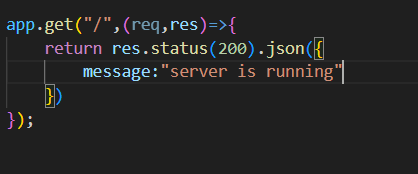 app.get("/",(req,res)=>{
    return res.status(200).json({
        message:"server is running"
    })
});